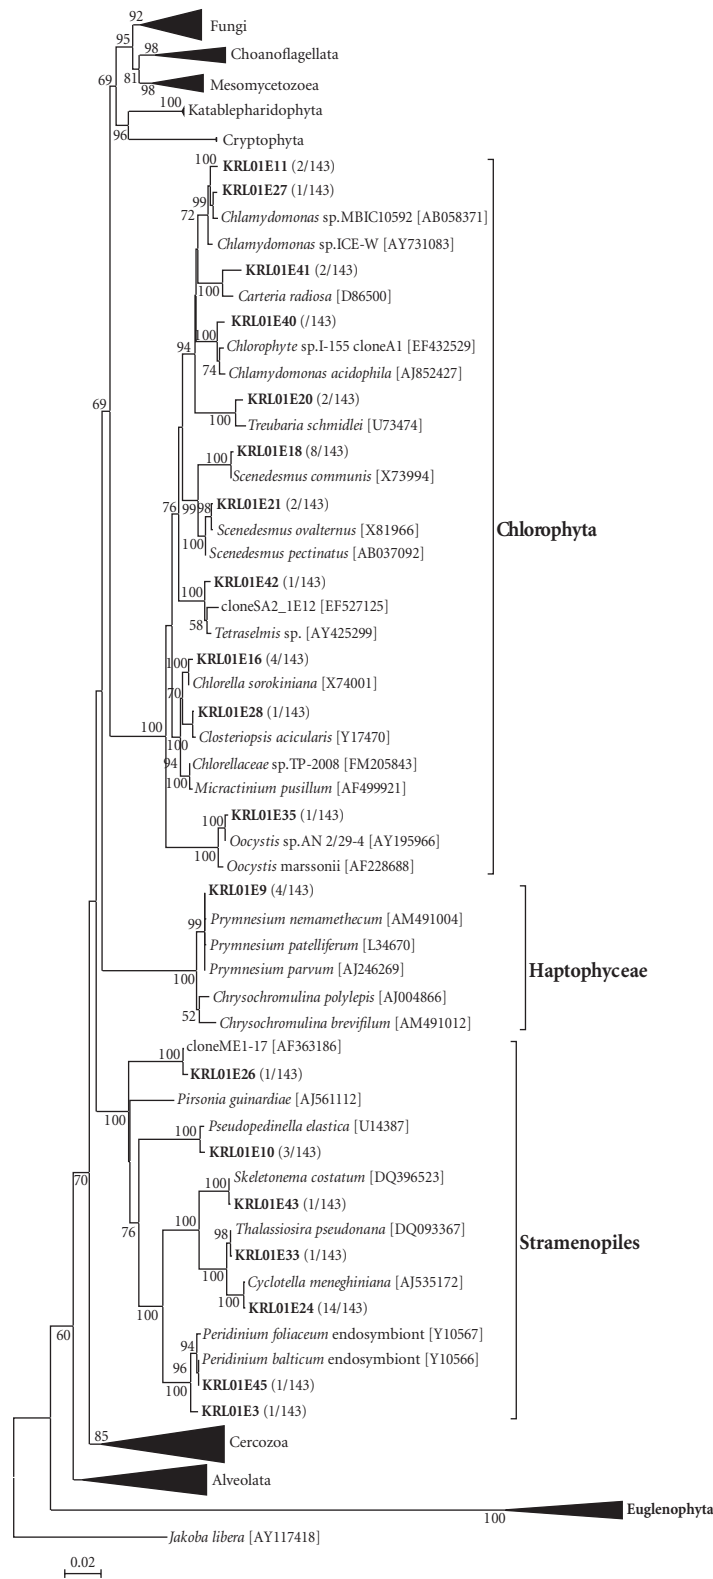 92
Fungi
95
98
Choanoflagellata
69
81
98
Mesomycetozoea
100
Katablepharidophyta
96
Cryptophyta
100
KRL01E11 (2/143)
KRL01E27 (1/143)
99
72
Chlamydomonas sp.MBIC10592 [AB058371]
Chlamydomonas sp.ICE-W [AY731083]
KRL01E41 (2/143)
100
Carteria radiosa [D86500]
KRL01E40 (/143)
100
94
Chlorophyte sp.I-155 cloneA1 [EF432529]
74
Chlamydomonas acidophila [AJ852427]
69
KRL01E20 (2/143)
100
Treubaria schmidlei [U73474]
KRL01E18 (8/143)
100
Scenedesmus communis [X73994]
76
99
98
KRL01E21 (2/143)
Scenedesmus ovalternus [X81966]
Chlorophyta
100
Scenedesmus pectinatus [AB037092]
KRL01E42 (1/143)
100
cloneSA2_1E12 [EF527125]
58
Tetraselmis sp. [AY425299]
100
KRL01E16 (4/143)
Chlorella sorokiniana [X74001]
70
KRL01E28 (1/143)
100
Closteriopsis acicularis [Y17470]
100
94
Chlorellaceae sp.TP-2008 [FM205843]
100
Micractinium pusillum [AF499921]
KRL01E35 (1/143)
100
Oocystis sp.AN 2/29-4 [AY195966]
100
Oocystis marssonii [AF228688]
KRL01E9 (4/143)
99
Prymnesium nemamethecum [AM491004]
Prymnesium patelliferum [L34670]
Prymnesium parvum [AJ246269]
Haptophyceae
100
Chrysochromulina polylepis [AJ004866]
52
Chrysochromulina brevifilum [AM491012]
cloneME1-17 [AF363186]
100
KRL01E26 (1/143)
Pirsonia guinardiae [AJ561112]
100
Pseudopedinella elastica [U14387]
100
KRL01E10 (3/143)
70
Skeletonema costatum [DQ396523]
100
KRL01E43 (1/143)
100
76
Thalassiosira pseudonana [DQ093367]
98
Stramenopiles
KRL01E33 (1/143)
100
Cyclotella meneghiniana [AJ535172]
100
KRL01E24 (14/143)
100
60
Peridinium foliaceum endosymbiont [Y10567]
94
Peridinium balticum endosymbiont [Y10566]
96
KRL01E45 (1/143)
100
KRL01E3 (1/143)
85
Cercozoa
Alveolata
Euglenophyta
100
Jakoba libera [AY117418]
0.02